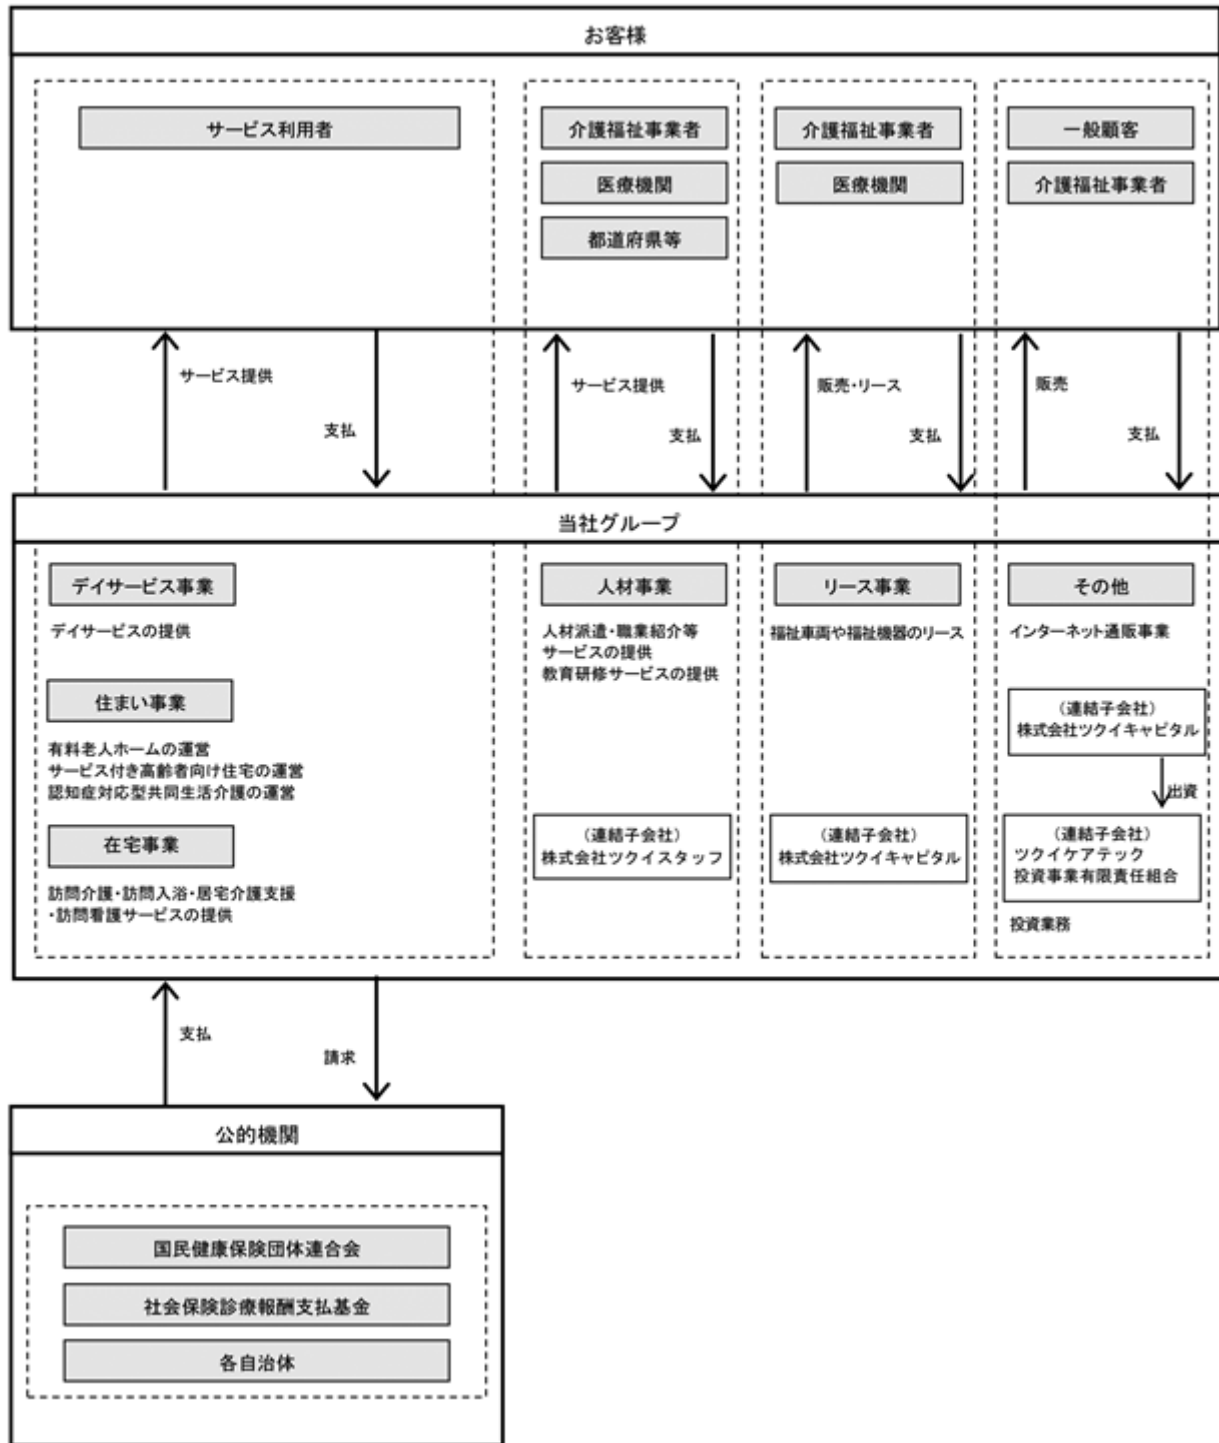 お客様
サービス利用者
介護福祉事業者
医療機関
都道府県等
介護福祉事業者
医療機関
一般顧客
介護福祉事業者
サービス提供
支払
サービス提供
支払
販売・リース
支払
販売
支払
当社グループ
デイサービス事業
デイサービスの提供
住まい事業
有料老人ホームの運営
サービス付き高齢者向け住宅の運営
認知症対応型共同生活介護の運営
在宅事業
訪問介護・訪問入浴・居宅介護支援
・訪問看護サービスの提供
人材事業
人材派遣・職業紹介等
サービスの提供
教育研修サービスの提供
（連結子会社）
株式会社ツクイスタッフ
リース事業
福祉車両や福祉機器のリース
（連結子会社）
株式会社ツクイキャピタル
その他
インターネット通販事業
（連結子会社）
株式会社ツクイキャピタル
出資
（連結子会社）
ツクイケアテック
投資事業有限責任組合
投資業務
支払
請求
公的機関
国民健康保険団体連合会
社会保険診療報酬支払基金
各自治体